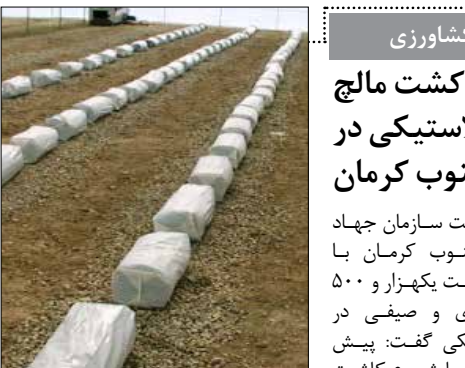 کشاورزی
کشت مالچ
لاستیکی در
نوب کرمان
ت سازمان جهاد
نوب کرمان با
ت یکهزار و ۵۰۰
ی و صیفی در
کی گفت: پیش